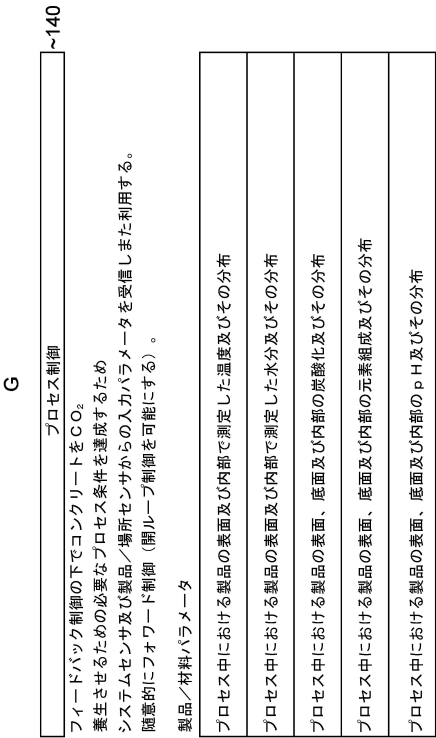 G
プロセス制御
~140
フィードバック制御の下でコンクリートをCO₂
養生させるための必要なプロセス条件を達成するため
システムセンサ及び製品/場所センサからの入力パラメータを受信しまた利用する。
随意的にフォワード制御(開ループ制御を可能にする)。
製品/材料パラメータ
プロセス中における製品の表面及び内部で測定した温度及びその分布
プロセス中における製品の表面及び内部で測定した水分及びその分布
プロセス中における製品の表面、底面及び内部の炭酸化及びその分布
プロセス中における製品の表面、底面及び内部の元素組成及びその分布
プロセス中における製品の表面、底面及び内部のpH及びその分布